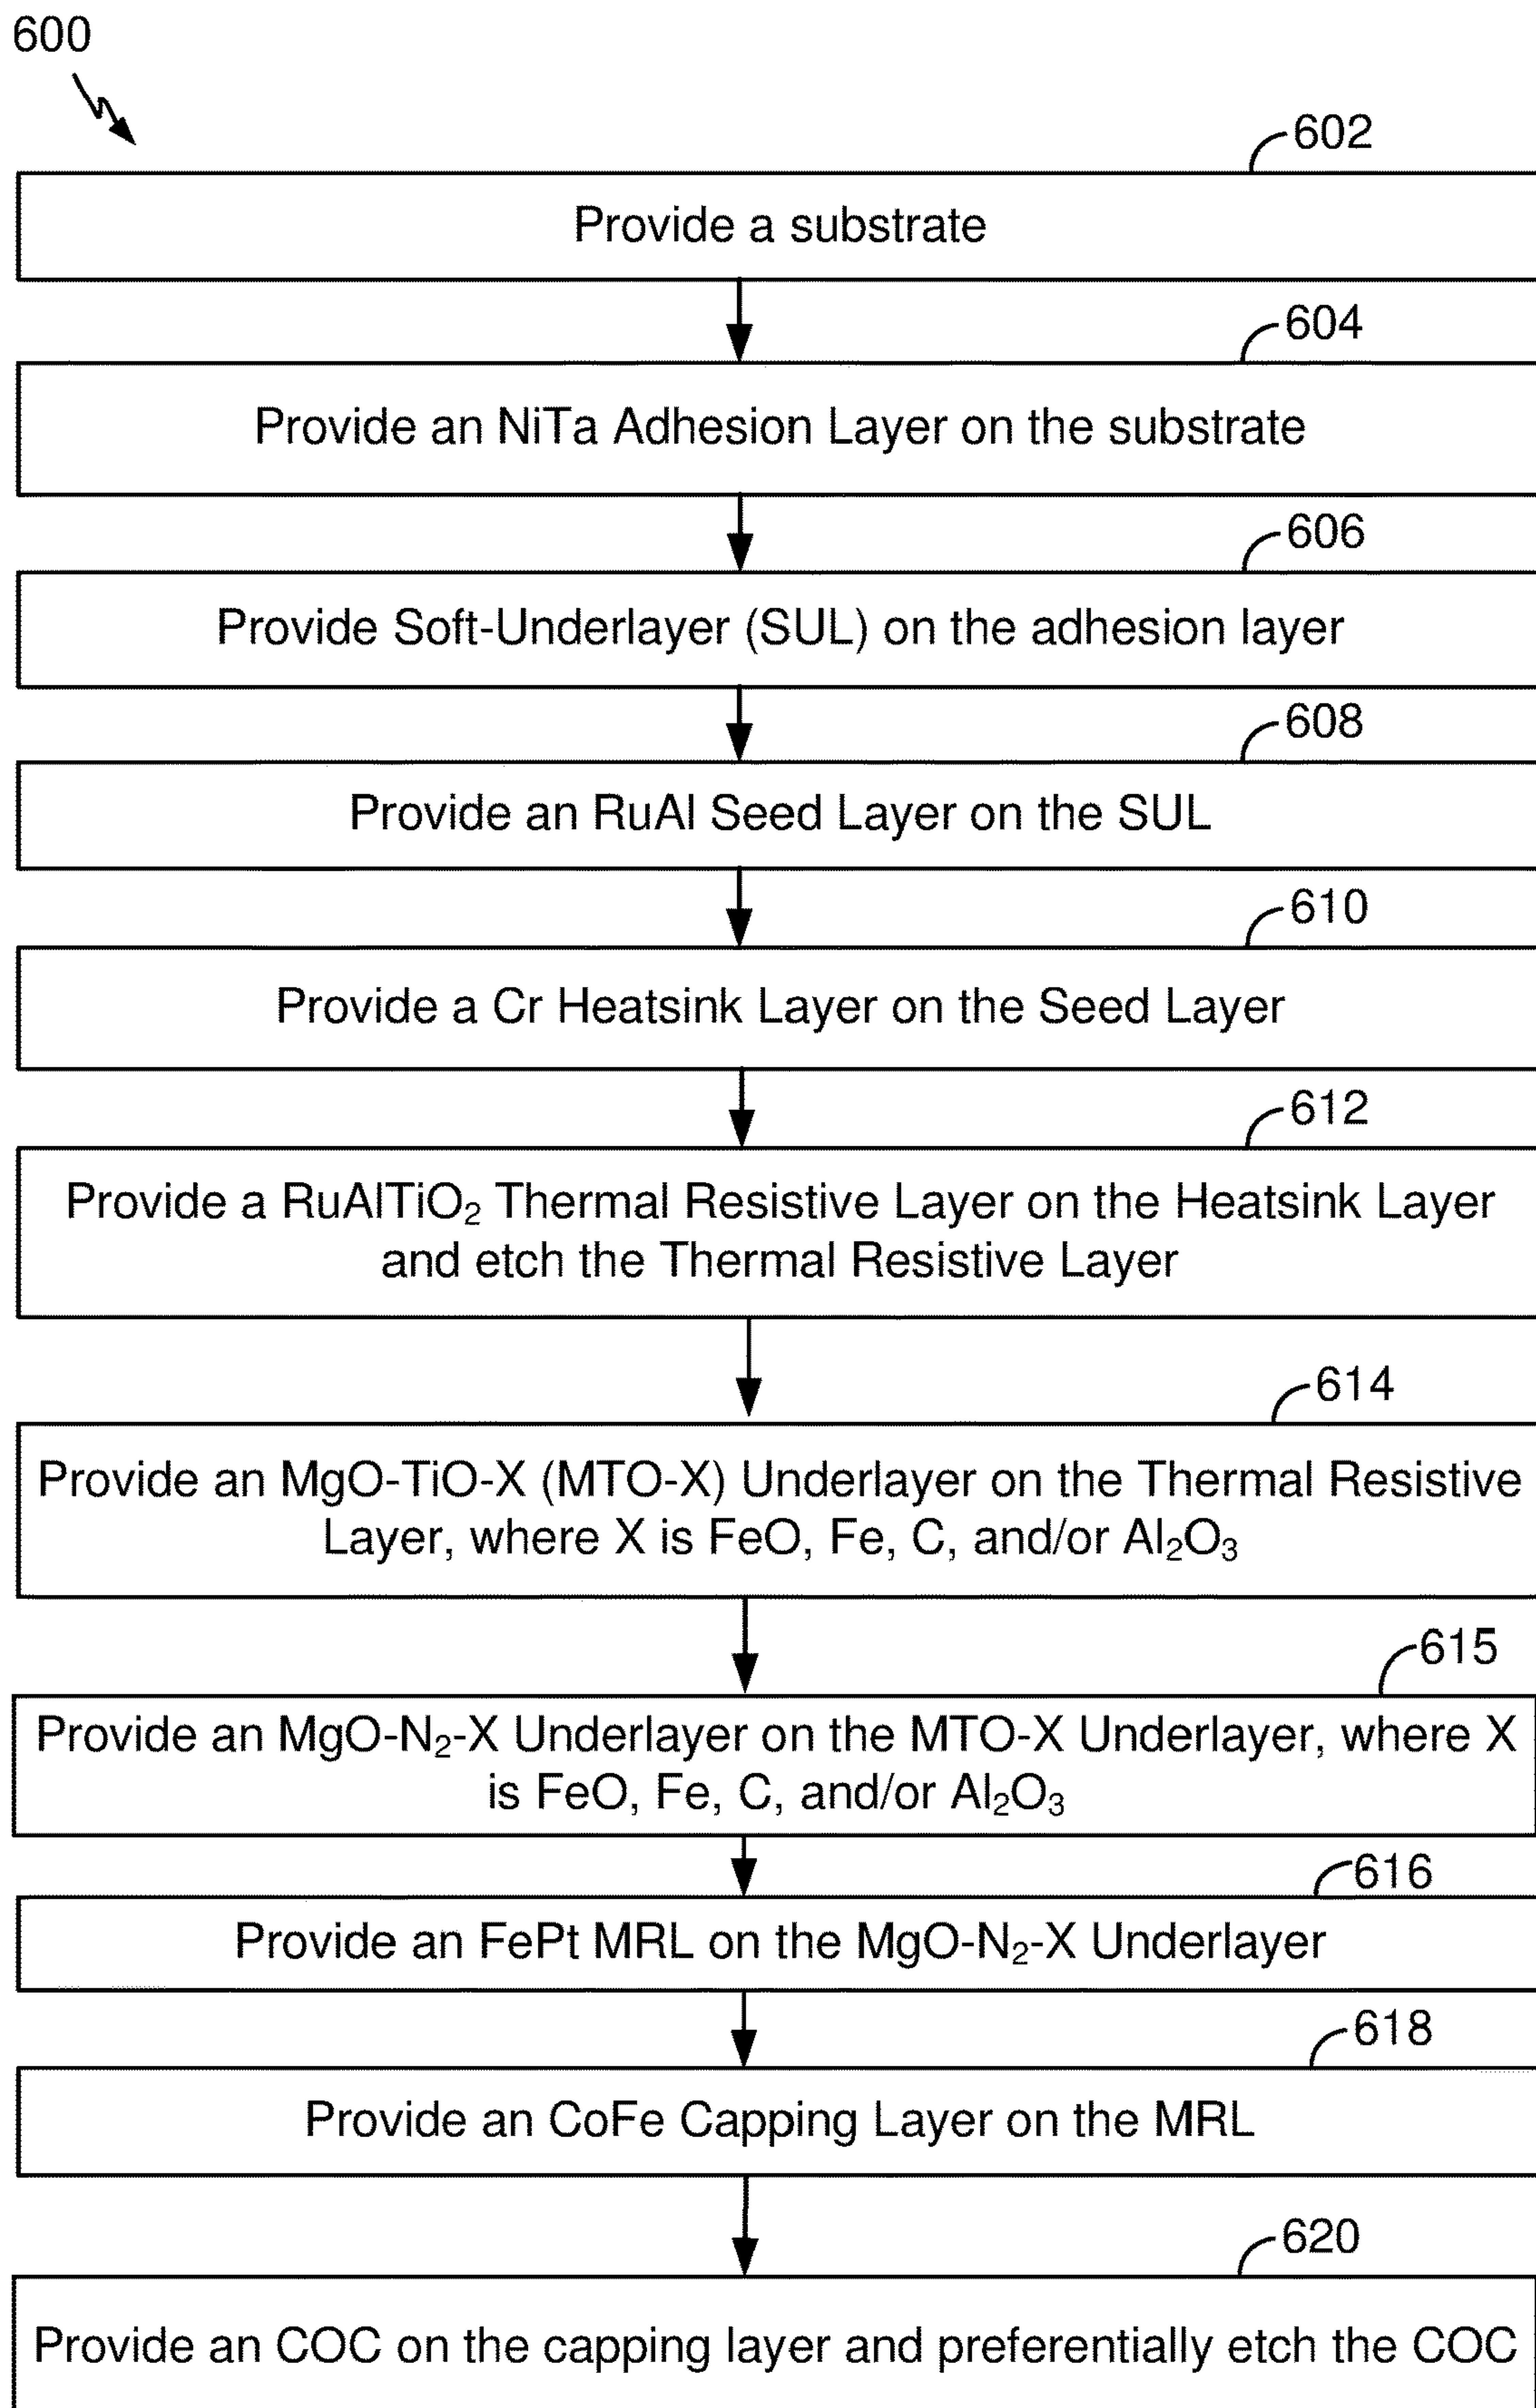 600
602
Provide a substrate
604
Provide an NiTa Adhesion Layer on the substrate
606
Provide Soft-Underlayer (SUL) on the adhesion layer
608
Provide an RuAl Seed Layer on the SUL
610
Provide a Cr Heatsink Layer on the Seed Layer
612
Provide a RuAlTiO₂ Thermal Resistive Layer on the Heatsink Layer
and etch the Thermal Resistive Layer
614
Provide an MgO-TiO-X (MTO-X) Underlayer on the Thermal Resistive
Layer, where X is FeO, Fe, C, and/or Al₂O₃
615
Provide an MgO-N₂-X Underlayer on the MTO-X Underlayer, where X
is FeO, Fe, C, and/or Al₂O₃
616
Provide an FePt MRL on the MgO-N₂-X Underlayer
618
Provide an CoFe Capping Layer on the MRL
620
Provide an COC on the capping layer and preferentially etch the COC